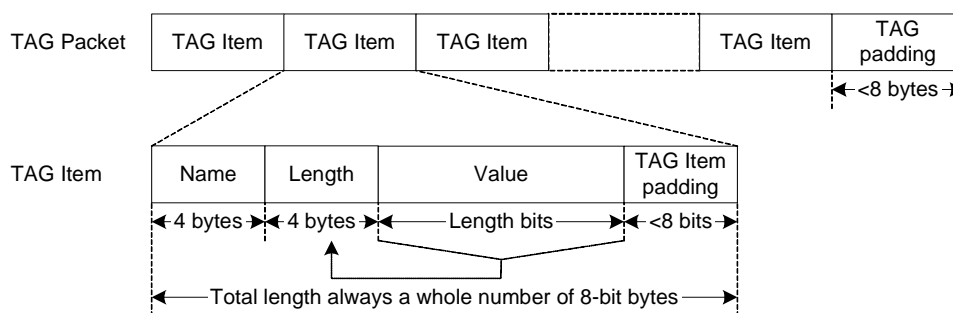 TAG Packet
TAG Item
TAG Item
TAG Item
TAG Item
TAG
padding
<8 bytes
TAG Item
Name
Length
Value
TAG Item
padding
4 bytes
4 bytes
Length bits
<8 bits
Total length always a whole number of 8-bit bytes